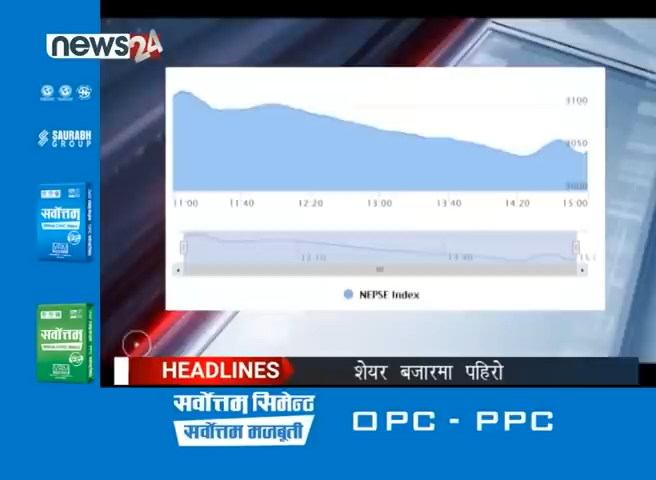 news24
SAURABH
GROUP
सर्वोत्तम्
सर्वोत्तम्
3100
3050
3000
11:00 11:40 12:20 13:00 13:40 14:20 15:00
NEPSE Index
HEADLINES शेयर बजारमा पहिरो
सर्वोत्तम् सिमेन्ट
सर्वोत्तम मजबूती
OPC - PPC